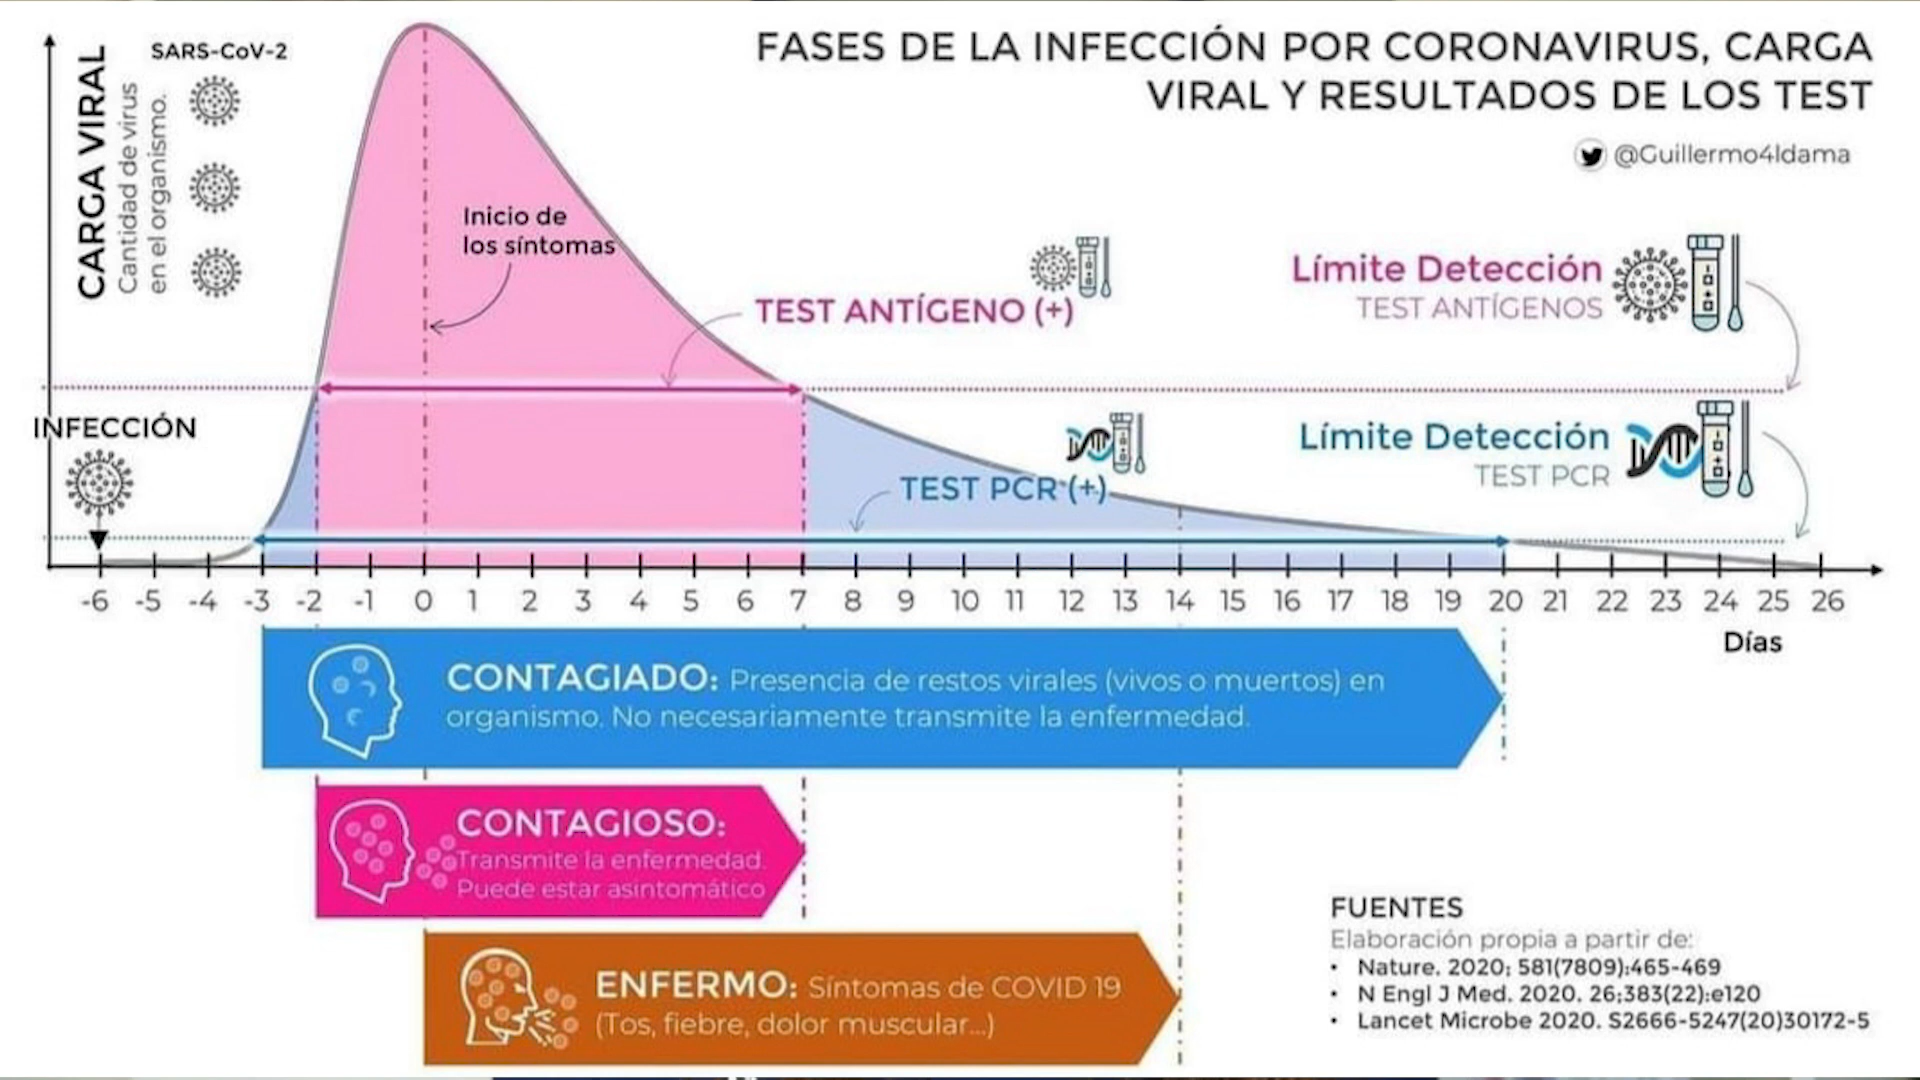 FASES DE LA INFECCIÓN POR CORONAVIRUS, CARGA
VIRAL Y RESULTADOS DE LOS TEST
@Guillermo4ldama
CARGA VIRAL
Cantidad de virus
en el organismo.
SARS-CoV-2
Inicio de
los síntomas
TEST ANTÍGENO (+)
Límite Detección
TEST ANTÍGENOS
INFECCIÓN
TEST PCR (+)
Límite Detección
TEST PCR
-6 -5 -4 -3 -2 -1 0 1 2 3 4 5 6 7 8 9 10 11 12 13 14 15 16 17 18 19 20 21 22 23 24 25 26
Días
CONTAGIADO: Presencia de restos virales (vivos o muertos) en
organismo. No necesariamente transmite la enfermedad.
CONTAGIOSO:
Transmite la enfermedad.
Puede estar asintomático
ENFERMO: Síntomas de COVID 19
(Tos, fiebre, dolor muscular...)
FUENTES
Elaboración propia a partir de:
• Nature. 2020; 581(7809):465-469
• N Engl J Med. 2020. 26;383(22):e120
• Lancet Microbe 2020. S2666-5247(20)30172-5